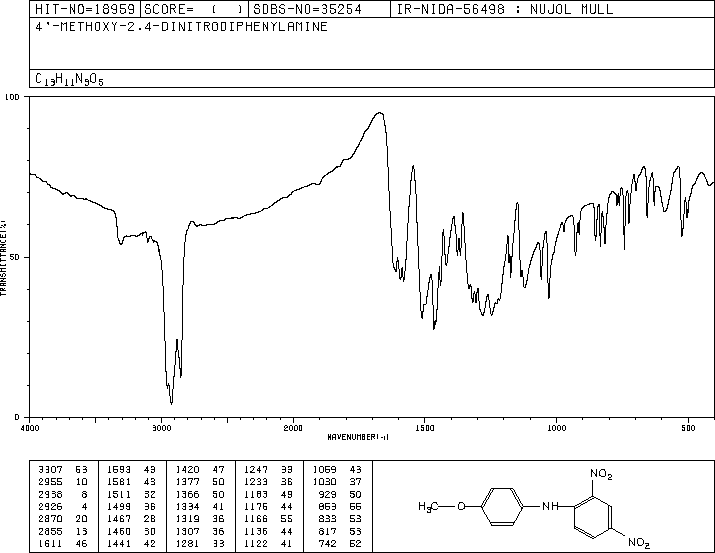 HIT-NO=18959 SCORE= ( ) SDBS-NO=35254 IR-NIDA-56498 : NUJOL MULL
4'-METHOXY-2,4-DINITRODIPHENYLAMINE
C13H11N3O5
100
50
0
TRANSMITTANCE(%)
4000 3000 2000 1500 1000 500
WAVENUMBER(-1)
3307 53 1593 43 1420 47 1247 33 1059 43
2955 10 1581 43 1377 50 1233 36 1030 37
2938 8 1511 32 1366 50 1183 49 929 50
2926 4 1499 36 1334 41 1176 44 853 55
2870 20 1467 28 1319 36 1166 55 833 53
2855 13 1460 30 1307 36 1136 44 817 53
1611 46 1441 42 1281 33 1122 41 742 52
NO2
H3C O NH
NO2